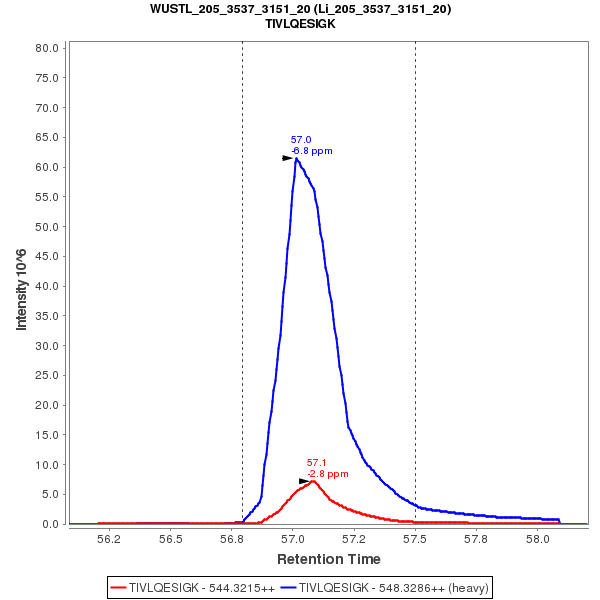 WUSTL_205_3537_3151_20 (Li_205_3537_3151_20)
TIVLQESIGK
80.0
75.0
70.0
65.0
60.0
55.0
50.0
45.0
40.0
35.0
30.0
25.0
20.0
15.0
10.0
5.0
0.0
Intensity 10^6
57.0
-6.8 ppm
57.1
-2.8 ppm
56.2 56.5 56.8 57.0 57.2 57.5 57.8 58.0
Retention Time
TIVLQESIGK - 544.3215++ TIVLQESIGK - 548.3286++ (heavy)